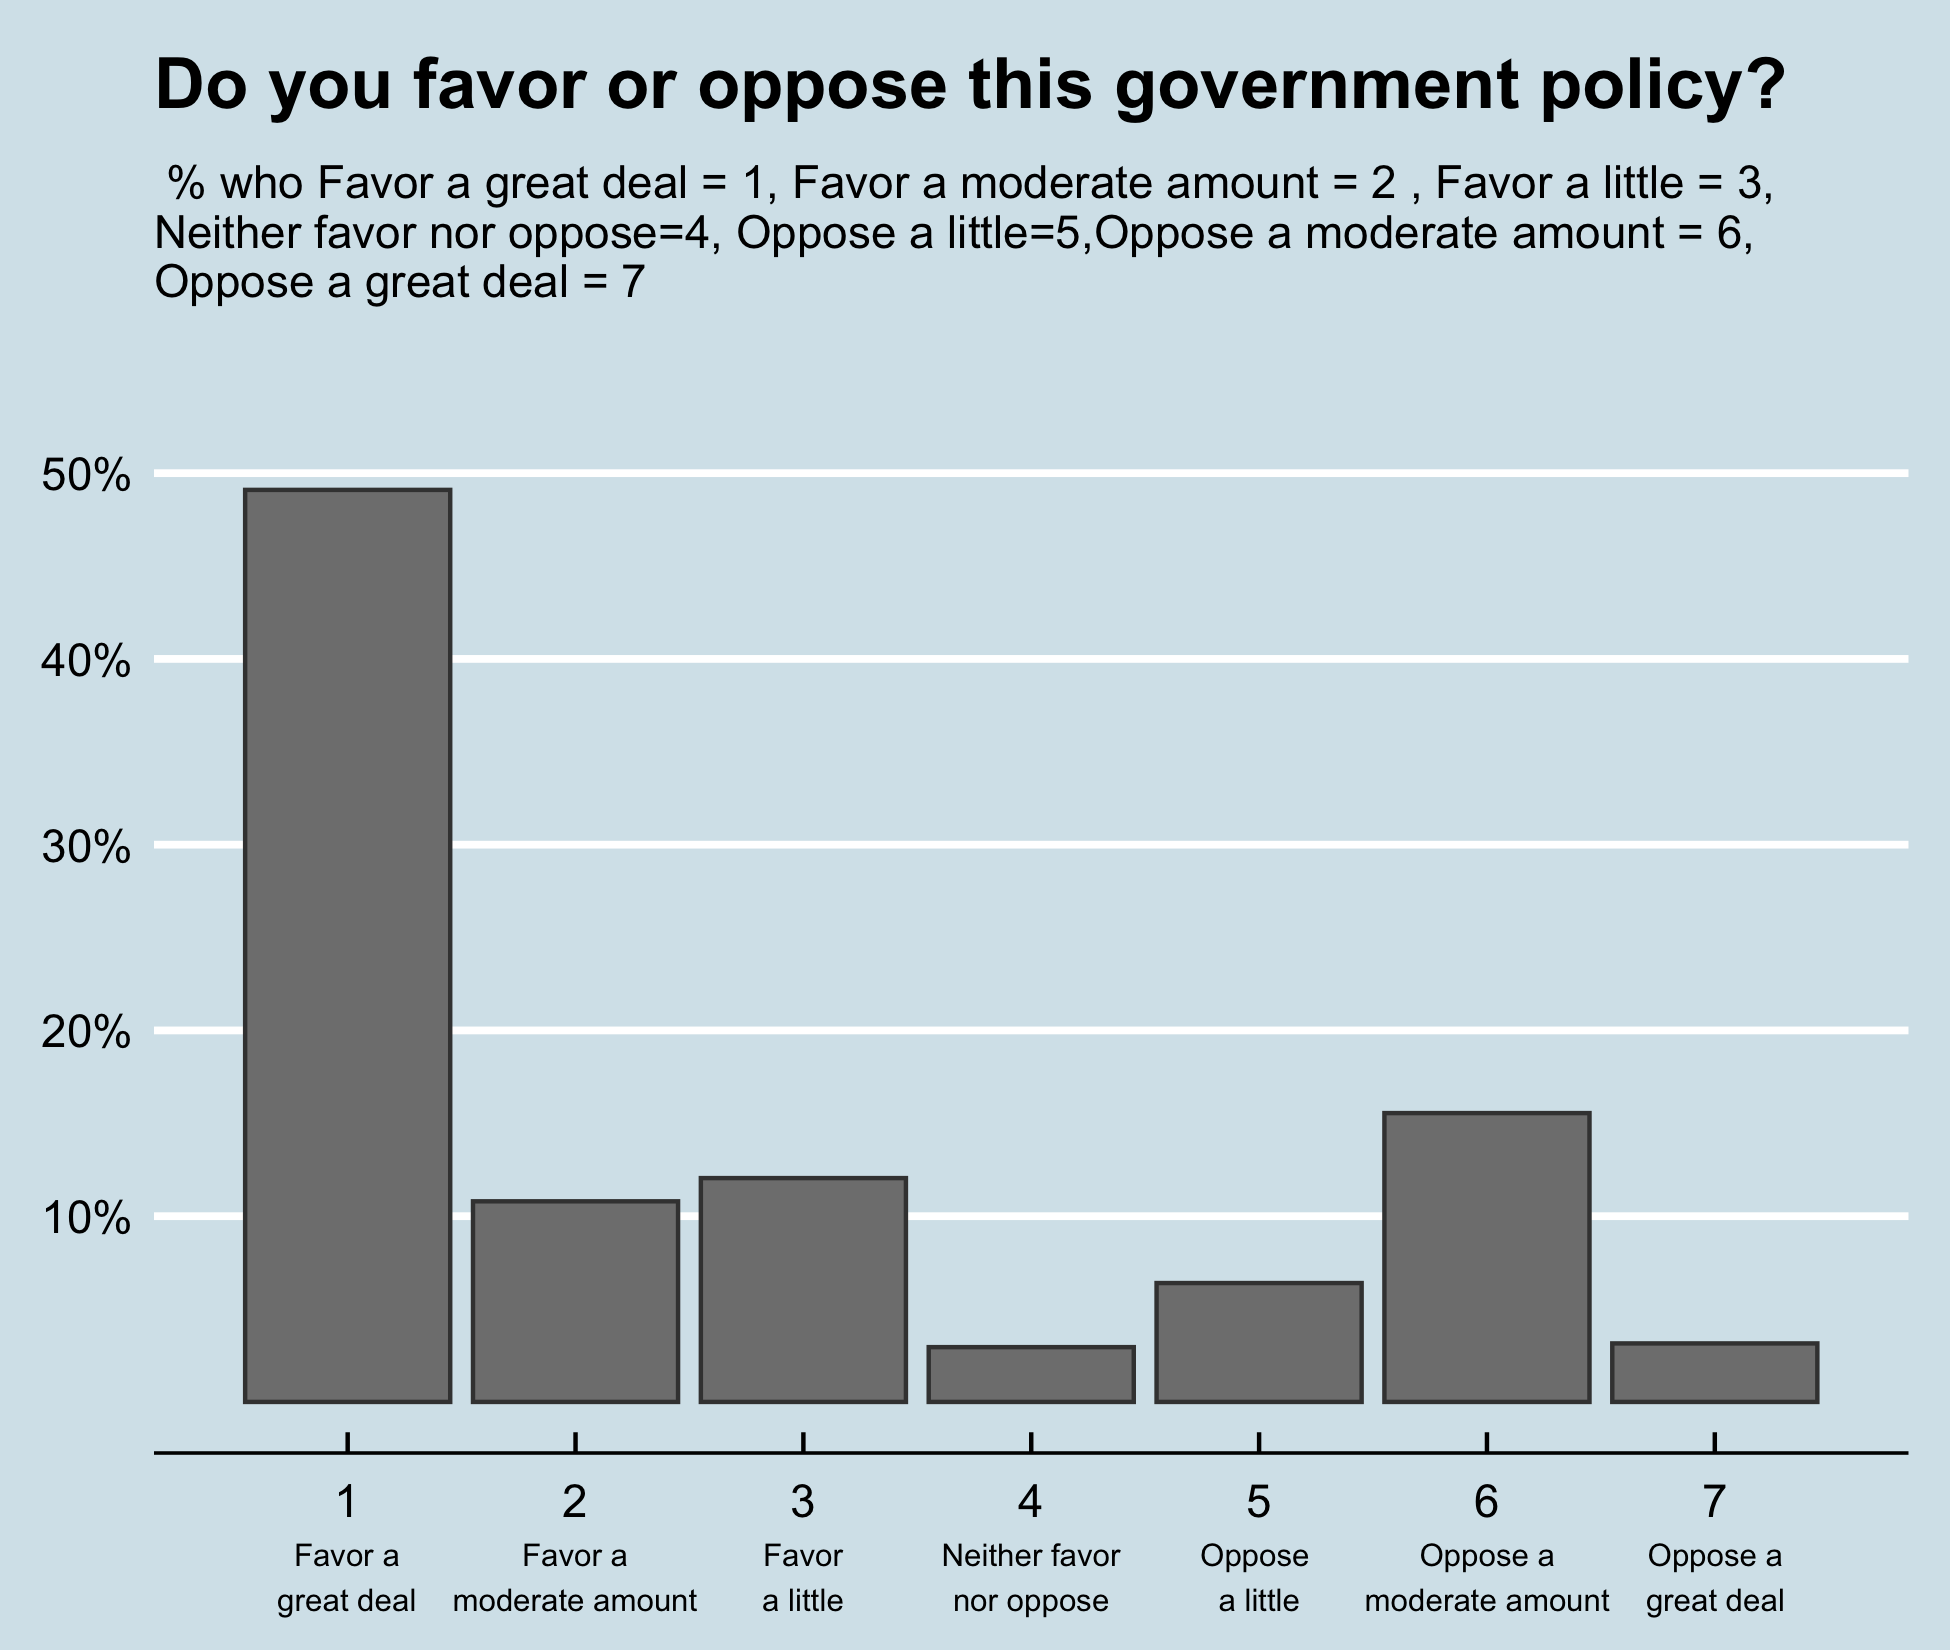 Do you favor or oppose this government policy?
% who Favor a great deal = 1, Favor a moderate amount = 2 , Favor a little = 3,
Neither favor nor oppose=4, Oppose a little=5,Oppose a moderate amount = 6,
Oppose a great deal = 7
50%
40%
30%
20%
10%
1 2 3 4 5 6 7
Favor a Favor a Favor Neither favor Oppose Oppose a Oppose a
great deal moderate amount a little nor oppose a little moderate amount great deal